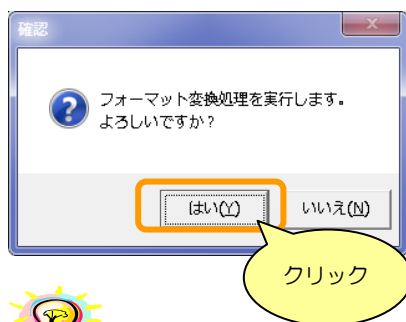 確認
フォーマット変換処理を実行します。
よろしいですか?
はい(Y)
いいえ(N)
クリック